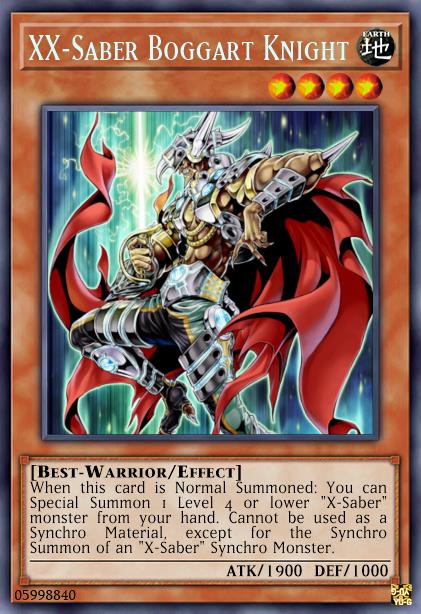 XX-Saber Boggart Knight
EARTH
地
[Best-Warrior/Effect]
When this card is Normal Summoned: You can
Special Summon 1 Level 4 or lower "X-Saber"
monster from your hand. Cannot be used as a
Synchro Material, except for the Synchro
Summon of an "X-Saber" Synchro Monster.
ATK/1900 DEF/1000
05998840